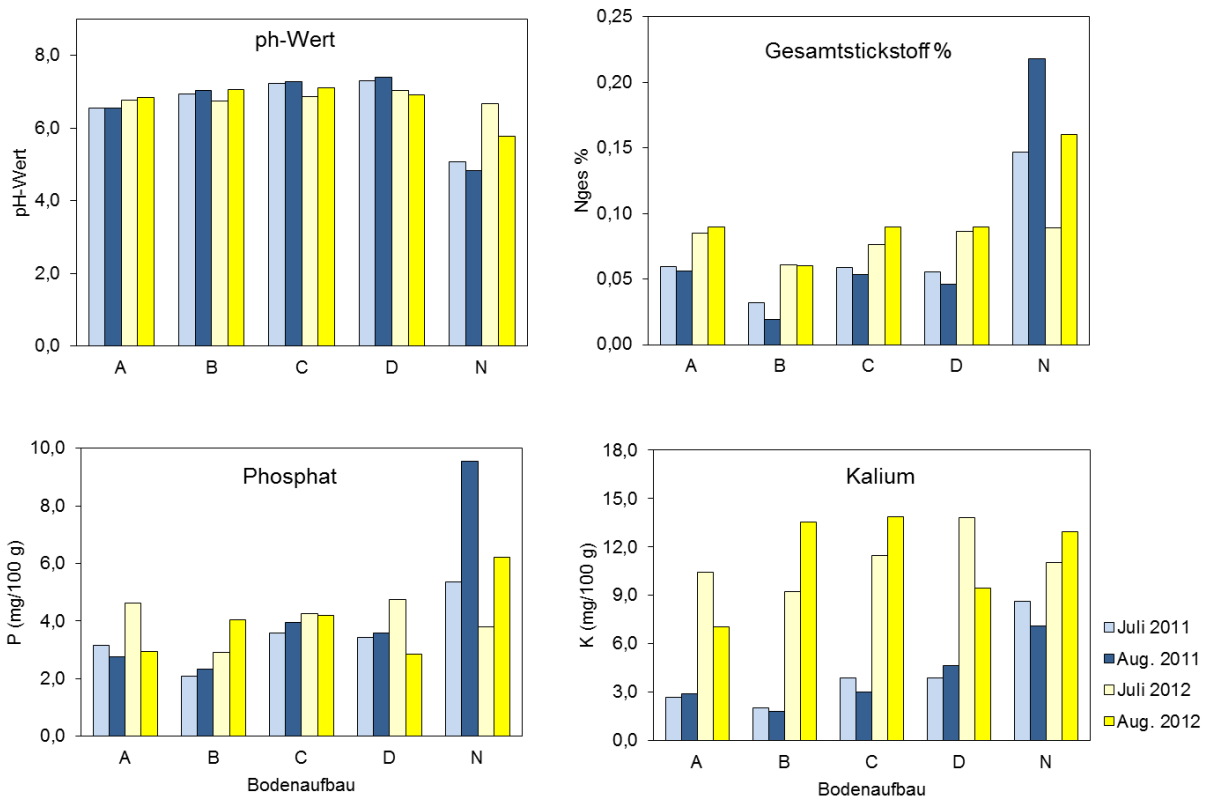 ph-Wert
8,0
6,0
4,0
2,0
0,0
pH-Wert
A B C D N
Gesamtstickstoff %
0,25
0,20
0,15
0,10
0,05
0,00
Nges %
A B C D N
Phosphat
10,0
8,0
6,0
4,0
2,0
0,0
P (mg/100 g)
A B C D N
Bodenaufbau
Kalium
18,0
15,0
12,0
9,0
6,0
3,0
0,0
K (mg/100 g)
A B C D N
Bodenaufbau
Juli 2011
Aug. 2011
Juli 2012
Aug. 2012